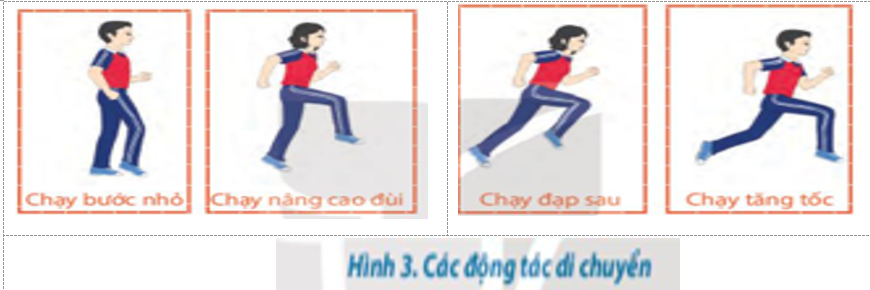 Chạy bước nhỏ
Chạy nâng cao đùi
Chạy đạp sau
Chạy tăng tốc
Hình 3. Các động tác di chuyển